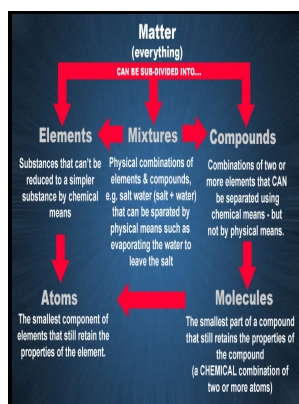 Matter
(everything)
CAN BE SUB-DIVIDED INTO....
Elements
Substances that can't be
reduced to a simpler
substance by chemical
means
Mixtures
Physical combinations of
elements & compounds,
e.g. salt water (salt + water)
that can be sparated by
physical means such as
evaporating the water to
leave the salt
Compounds
Combinations of two or
more elements that CAN
be separated using
chemical means - but
not by physical means.
Atoms
The smallest component of
elements that still retain the
properties of the element.
Molecules
The smallest part of a compound
that still retains the properties of
the compound
(a CHEMICAL combination of
two or more atoms)